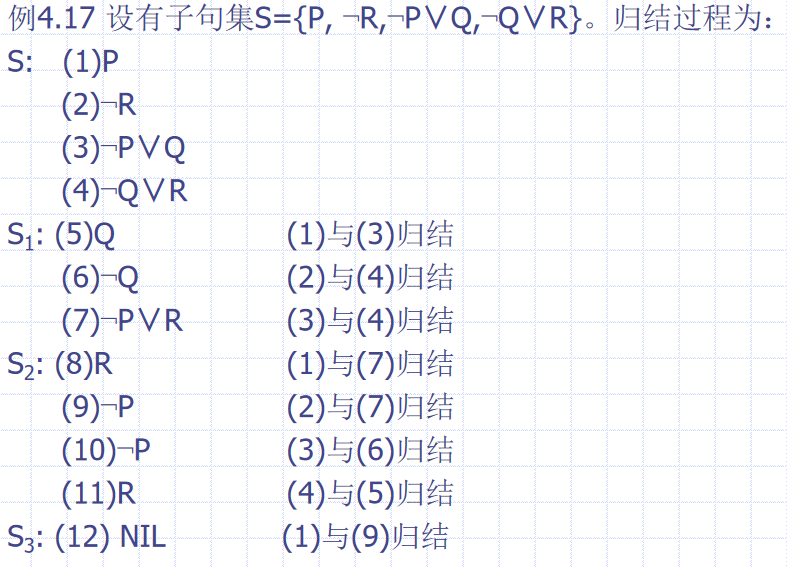 例4.17 设有子句集S={P, ¬R,¬P∨Q,¬Q∨R}。归结过程为：
S: (1)P
(2)¬R
(3)¬P∨Q
(4)¬Q∨R
S₁: (5)Q (1)与(3)归结
(6)¬Q (2)与(4)归结
(7)¬P∨R (3)与(4)归结
S₂: (8)R (1)与(7)归结
(9)¬P (2)与(7)归结
(10)¬P (3)与(6)归结
(11)R (4)与(5)归结
S₃: (12) NIL (1)与(9)归结